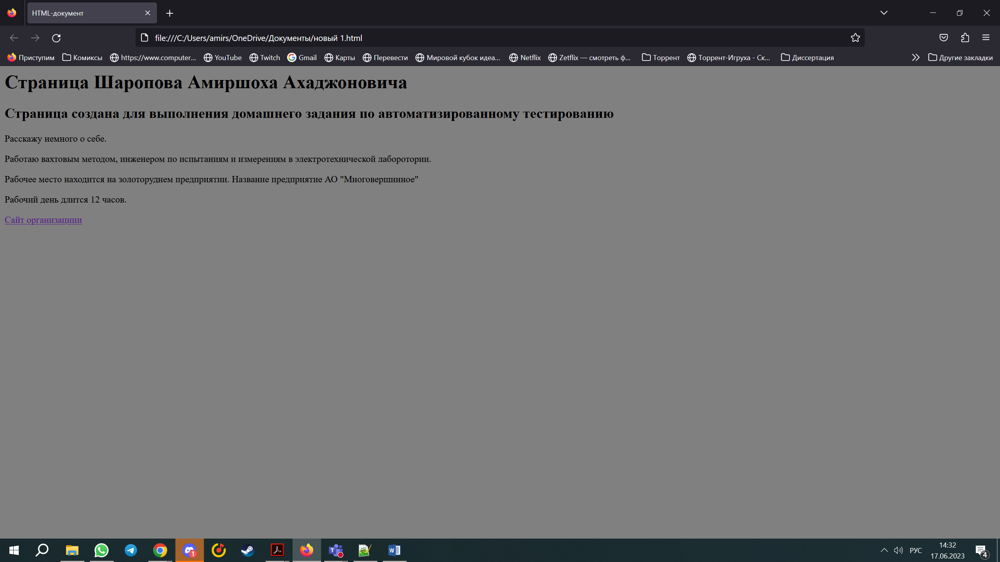 HTML-документ
file:///C:/Users/amirs/OneDrive/Документы/новый 1.html
Приступим Комиксы https://www.computer... YouTube Twitch Gmail Карты Перевести Мировой кубок идеа... Netflix Zetflix — смотреть ф... Торрент Торрент-Игруха - Ск... Диссертация Другие закладки
Страница Шаропова Амиршоха Ахаджоновича
Страница создана для выполнения домашнего задания по автоматизированному тестированию
Расскажу немного о себе.
Работаю вахтовым методом, инженером по испытаниям и измерениям в электротехнической лаборотории.
Рабочее место находится на золоторуднем предприятии. Название предприятие АО "Многовершинное"
Рабочий день длится 12 часов.
Сайт организациии
1
T
W
РУС
14:32
17.06.2023
4